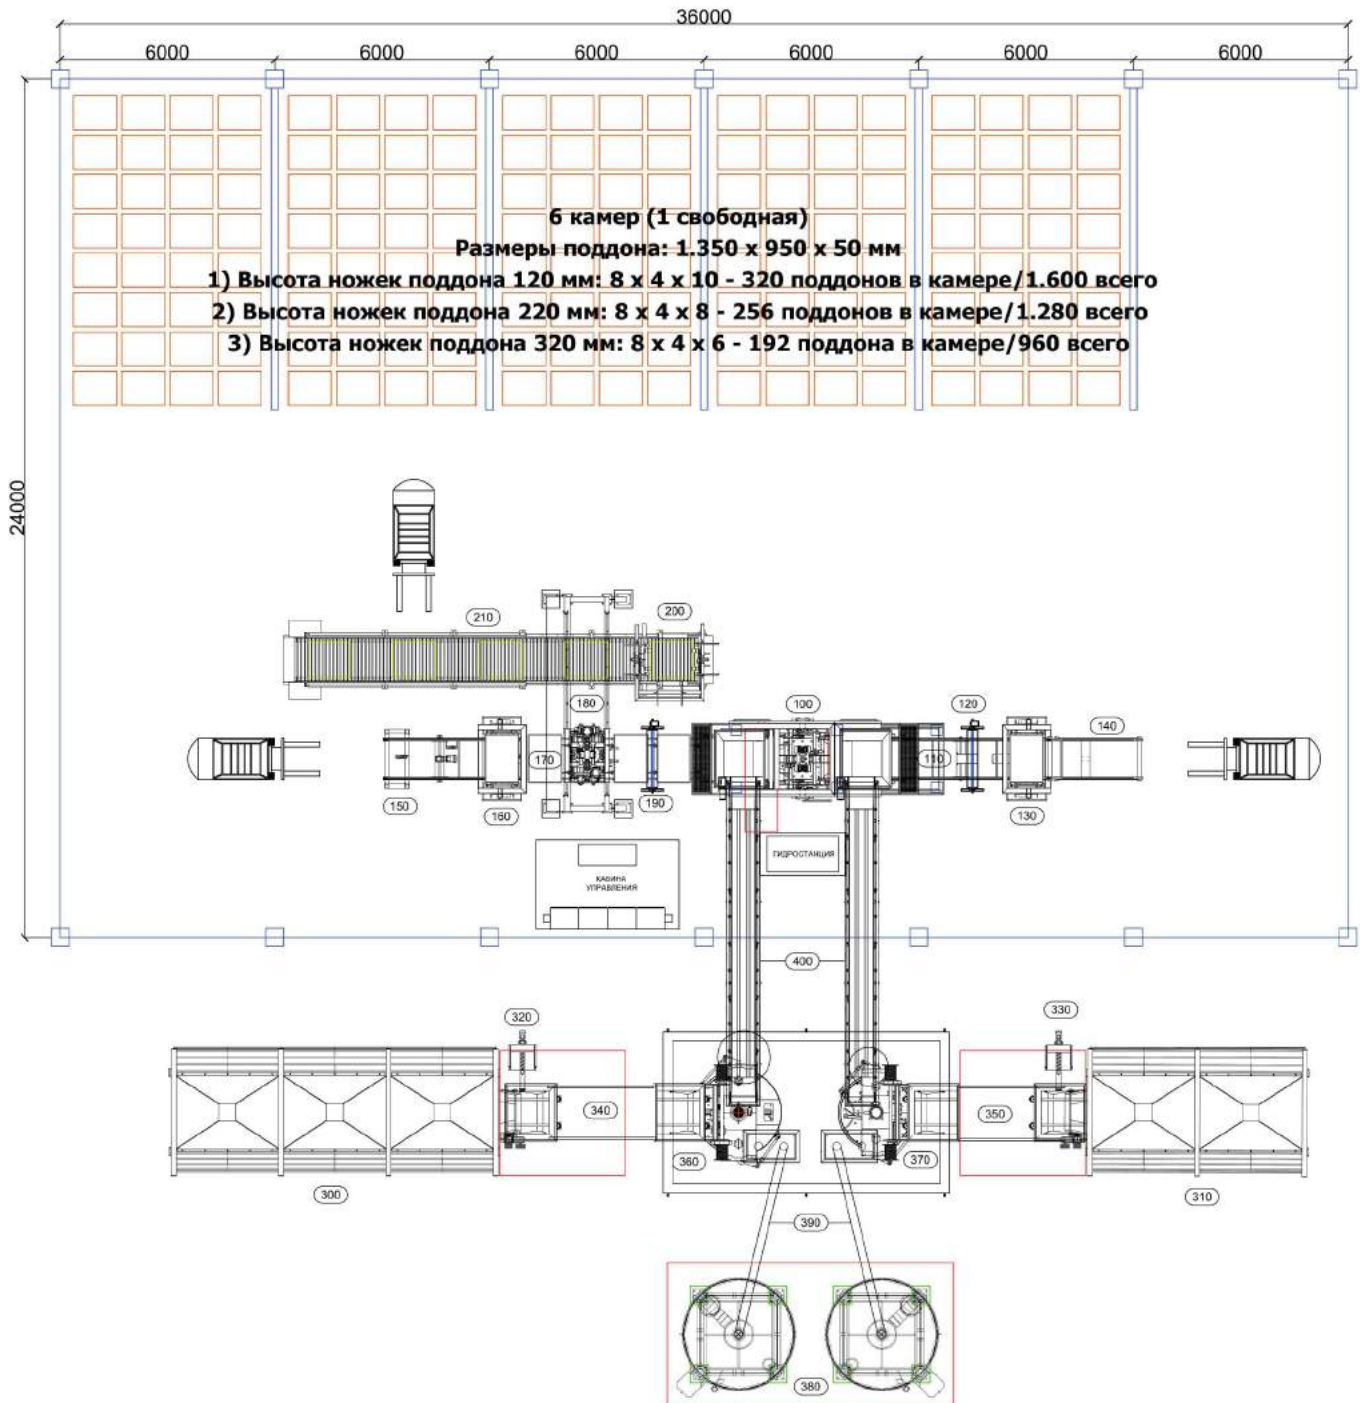 36000
6000 6000 6000 6000 6000 6000
24000
6 камер (1 свободная)
Размеры поддона: 1.350 x 950 x 50 мм
1) Высота ножек поддона 120 мм: 8 x 4 x 10 - 320 поддонов в камере/1.600 всего
2) Высота ножек поддона 220 мм: 8 x 4 x 8 - 256 поддонов в камере/1.280 всего
3) Высота ножек поддона 320 мм: 8 x 4 x 6 - 192 поддона в камере/960 всего
210
200
180
100
120
140
170
110
150
160
190
130
ГИДРОСТАНЦИЯ
КАБИНА
УПРАВЛЕНИЯ
400
320
330
340
350
360
370
300
310
390
380